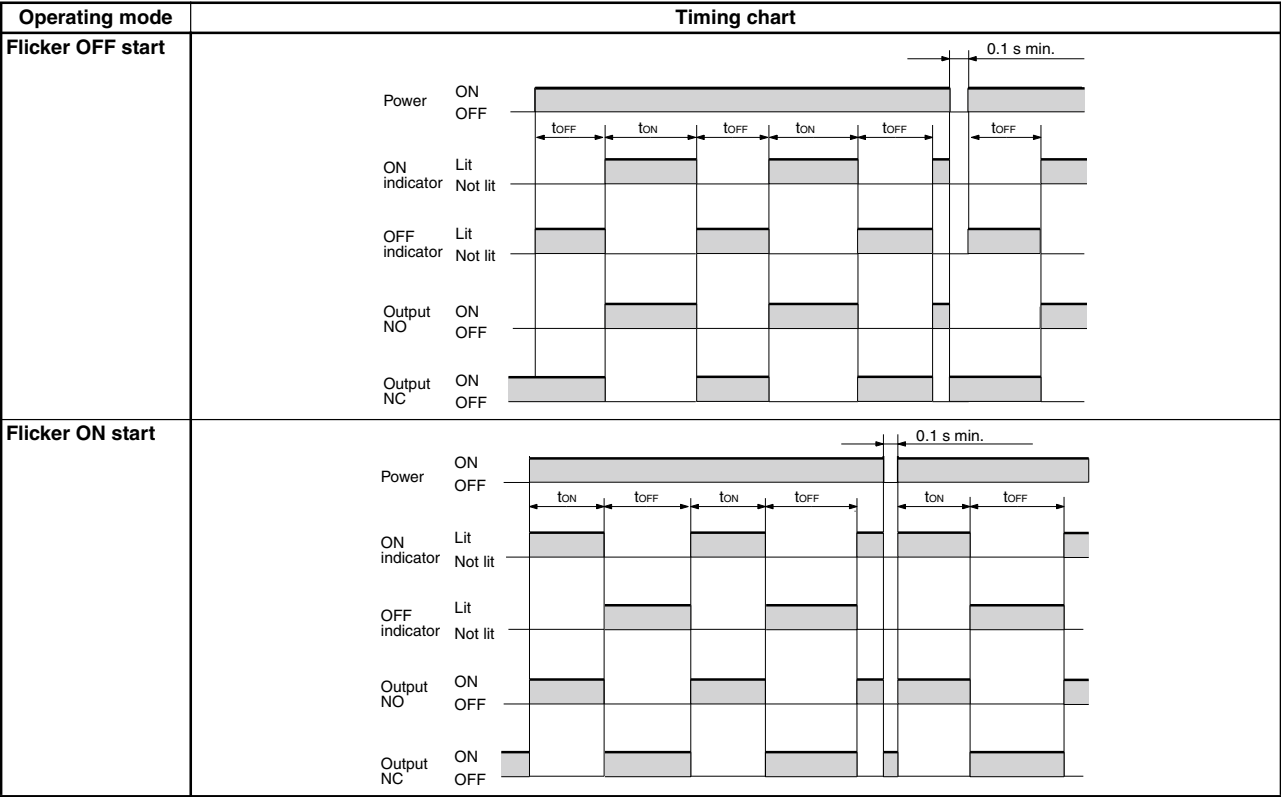 Operating mode
Timing chart
Flicker OFF start
0.1 s min.
Power
ON
OFF
tOFF tON tOFF tON tOFF tOFF
ON
indicator
Lit
Not lit
OFF
indicator
Lit
Not lit
Output
NO
ON
OFF
Output
NC
ON
OFF
Flicker ON start
0.1 s min.
Power
ON
OFF
tON tOFF tON tOFF tON tOFF
ON
indicator
Lit
Not lit
OFF
indicator
Lit
Not lit
Output
NO
ON
OFF
Output
NC
ON
OFF